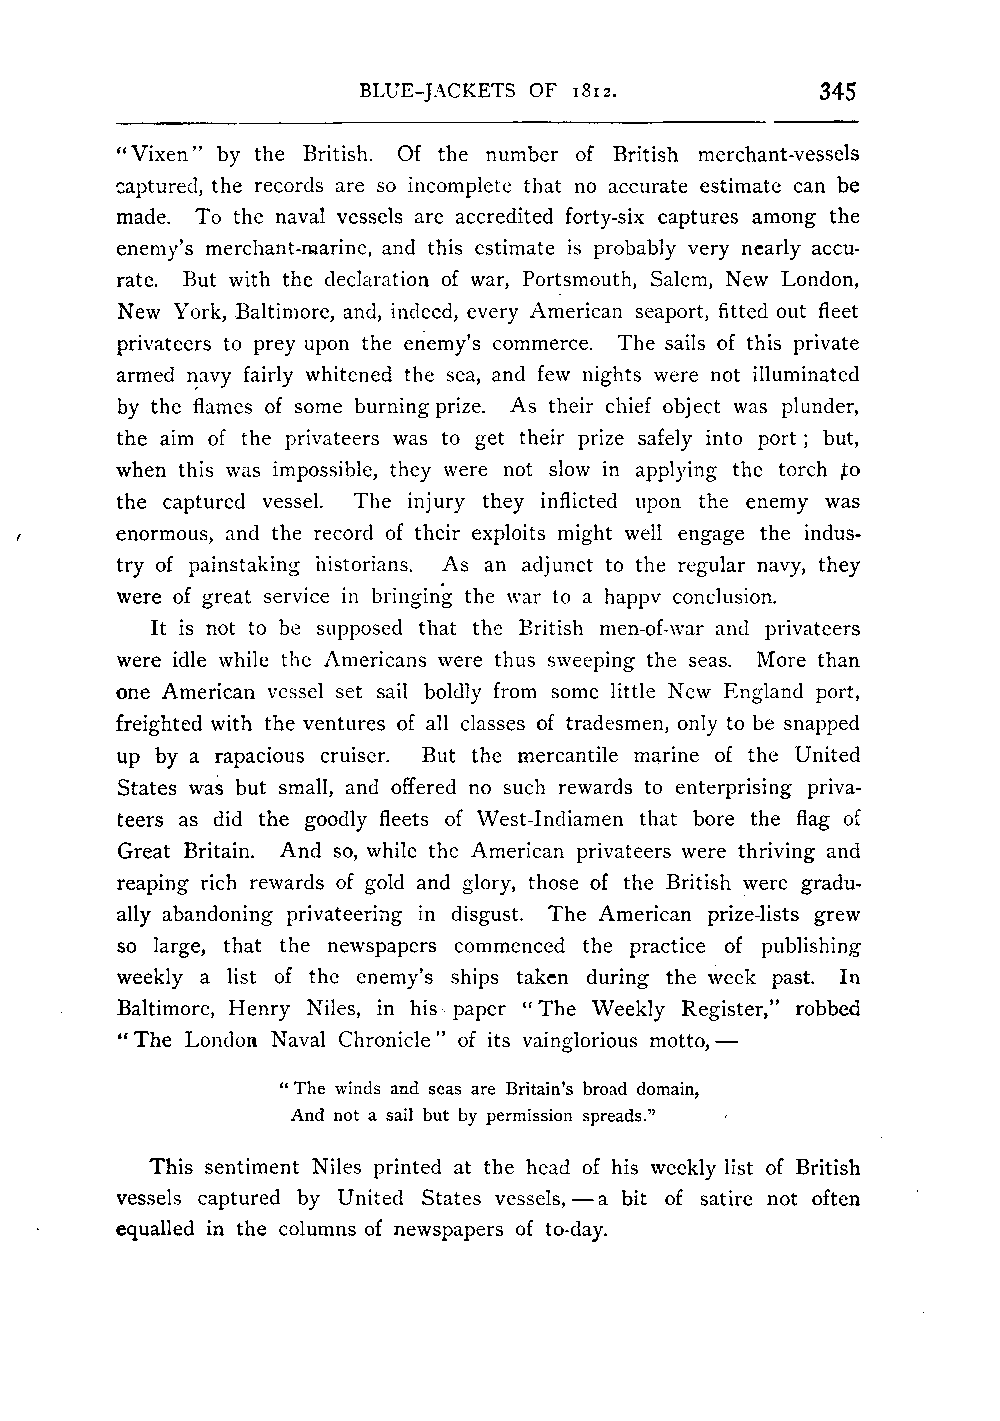 BLUE-JACKETS OF 1812. 345
"Vixen" by the British. Of the number of British merchant-vessels
captured, the records are so incomplete that no accurate estimate can be
made. To the naval vessels are accredited forty-six captures among the
enemy's merchant-marine, and this estimate is probably very nearly accu-
rate. But with the declaration of war, Portsmouth, Salem, New London,
New York, Baltimore, and, indeed, every American seaport, fitted out fleet
privateers to prey upon the enemy's commerce. The sails of this private
armed navy fairly whitened the sea, and few nights were not illuminated
by the flames of some burning prize. As their chief object was plunder,
the aim of the privateers was to get their prize safely into port; but,
when this was impossible, they were not slow in applying the torch to
the captured vessel. The injury they inflicted upon the enemy was
enormous, and the record of their exploits might well engage the indus-
try of painstaking historians. As an adjunct to the regular navy, they
were of great service in bringing the war to a happy conclusion.
It is not to be supposed that the British men-of-war and privateers
were idle while the Americans were thus sweeping the seas. More than
one American vessel set sail boldly from some little New England port,
freighted with the ventures of all classes of tradesmen, only to be snapped
up by a rapacious cruiser. But the mercantile marine of the United
States was but small, and offered no such rewards to enterprising priva-
teers as did the goodly fleets of West-Indiamen that bore the flag of
Great Britain. And so, while the American privateers were thriving and
reaping rich rewards of gold and glory, those of the British were gradu-
ally abandoning privateering in disgust. The American prize-lists grew
so large, that the newspapers commenced the practice of publishing
weekly a list of the enemy's ships taken during the week past. In
Baltimore, Henry Niles, in his paper "The Weekly Register," robbed
"The London Naval Chronicle" of its vainglorious motto,—
"The winds and seas are Britain's broad domain,
And not a sail but by permission spreads."
This sentiment Niles printed at the head of his weekly list of British
vessels captured by United States vessels,—a bit of satire not often
equalled in the columns of newspapers of to-day.